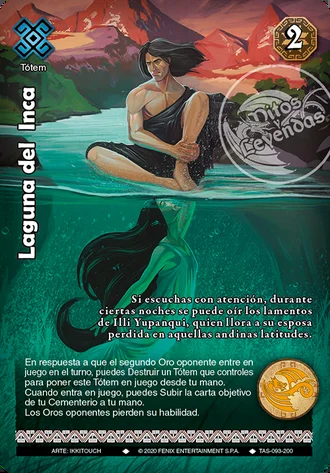 Tótem
2
Mitos y
Leyendas
Laguna del Inca
Si escuchas con atención, durante
ciertas noches se puede oír los lamentos
de Illi Yupanqui, quien llora a su esposa
perdida en aquellas andinas latitudes.
En respuesta a que el segundo Oro oponente entre en
juego en el turno, puedes Destruir un Tótem que controles
para poner este Tótem en juego desde tu mano.
Cuando entra en juego, puedes Subir la carta objetivo
de tu Cementerio a tu mano.
Los Oros oponentes pierden su habilidad.
ARTE: IKKITOUCH © 2020 FENIX ENTERTAINMENT S.P.A. TAS-093-200